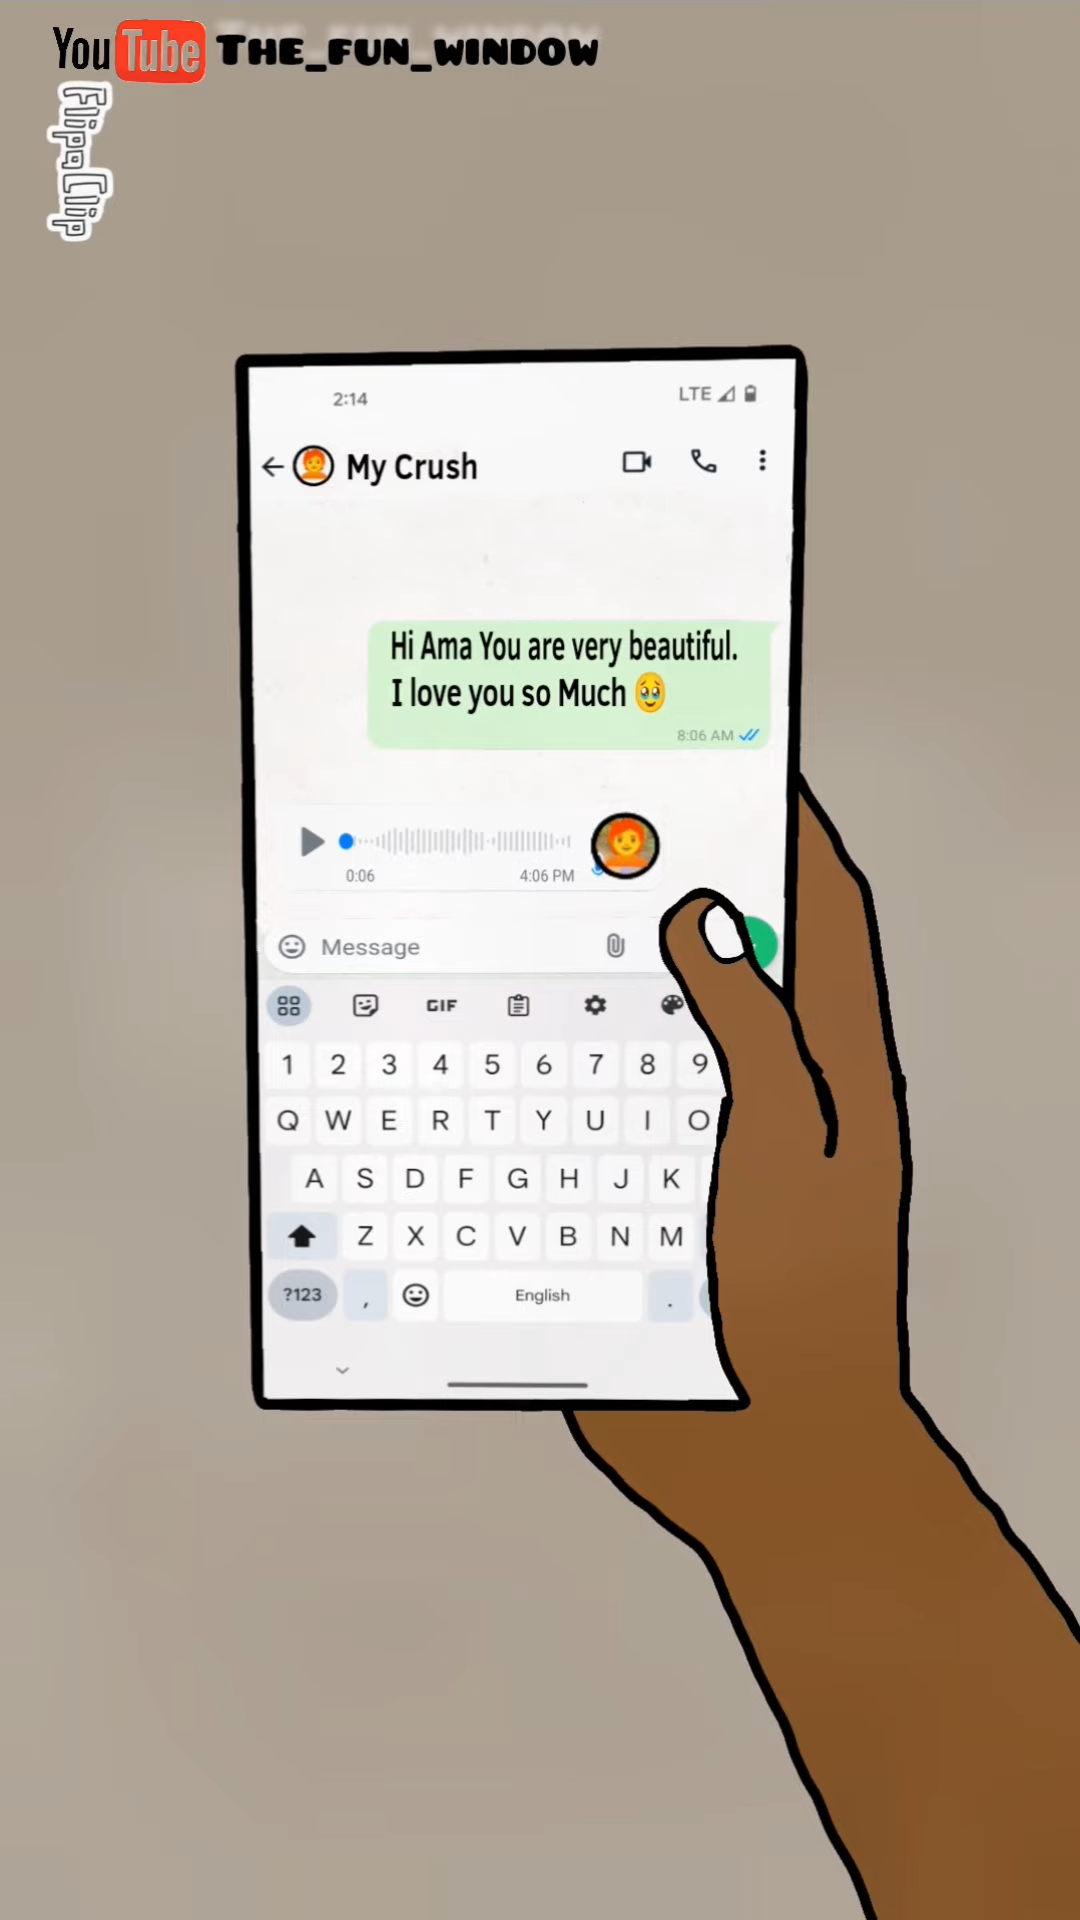 YouTube The_fun_window
FlipaClip
2:14
LTE
My Crush
Hi Ama You are very beautiful.
I love you so Much 🥹
8:06 AM
0:06
4:06 PM
Message
GIF
1 2 3 4 5 6 7 8 9
Q W E R T Y U I O
A S D F G H J K
Z X C V B N M
?123 , English .